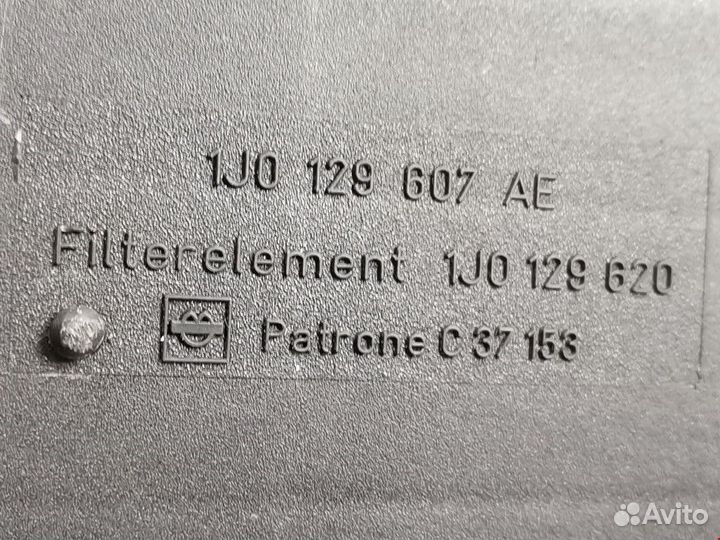 1J0 129 607 AE
Filterelement 1J0 129 620
Patrone C 37 153
Avito